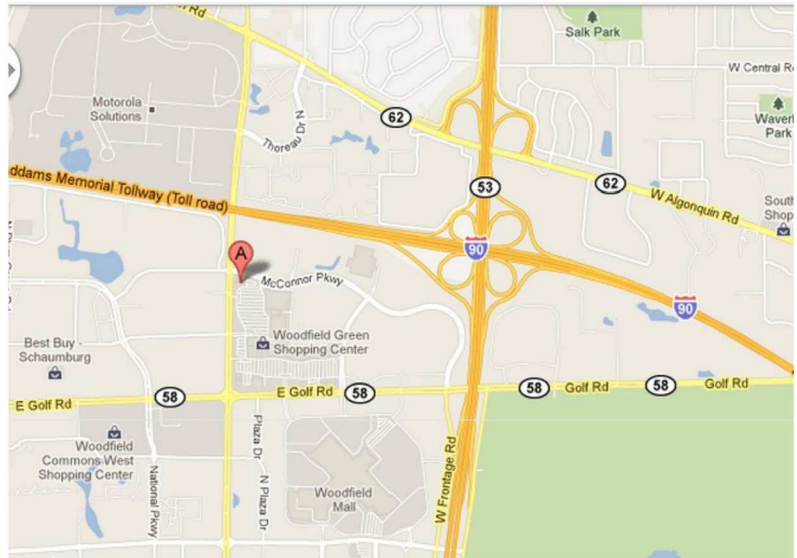 Rd
Salk Park
W Central R
Motorola
Solutions
62
Thoreau Dr N
Waver
Park
ddams Memorial Tollway (Toll road)
53
62
W Algonquin Rd
South
Shop
90
A
McConnor Pkwy
90
Woodfield Green
Shopping Center
Best Buy -
Schaumburg
E Golf Rd
58
E Golf Rd
58
58
Golf Rd
58
Golf Rd
Woodfield
Commons West
Shopping Center
National Pkwy
Plaza Dr
N Plaza Dr
Woodfield
Mall
W Frontage Rd